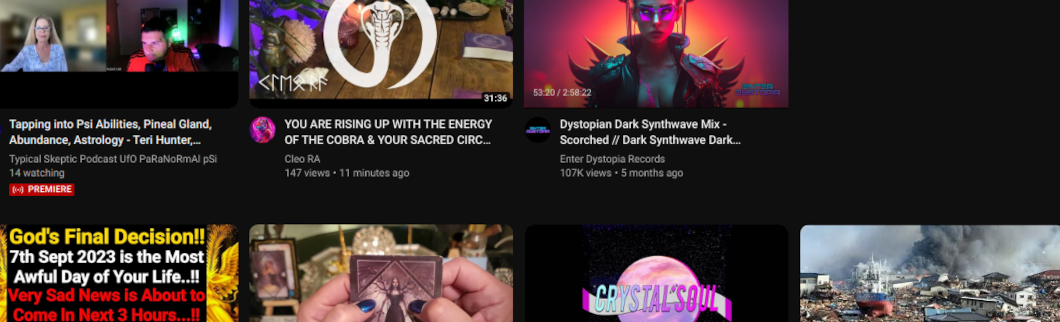 31:36
53:20 / 2:58:22
Tapping into Psi Abilities, Pineal Gland,
Abundance, Astrology - Teri Hunter,...
Typical Skeptic Podcast UfO PaRaNoRmAl pSi
14 watching
PREMIERE
YOU ARE RISING UP WITH THE ENERGY
OF THE COBRA & YOUR SACRED CIRC...
Cleo RA
147 views • 11 minutes ago
Dystopian Dark Synthwave Mix -
Scorched // Dark Synthwave Dark...
Enter Dystopia Records
107K views • 5 months ago
God's Final Decision!!
7th Sept 2023 is the Most
Awful Day of Your Life..!!
Very Sad News is About to
Come In Next 3 Hours...!!
CRYSTAL SOUL